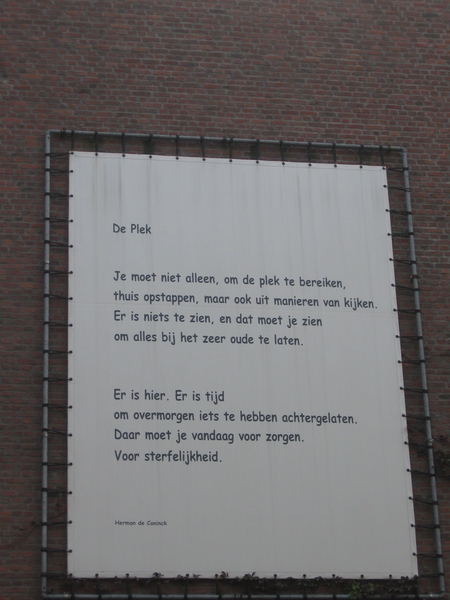 De Plek
Je moet niet alleen, om de plek te bereiken,
thuis opstappen, maar ook uit manieren van kijken.
Er is niets te zien, en dat moet je zien
om alles bij het zeer oude te laten.
Er is hier. Er is tijd
om overmorgen iets te hebben achtergelaten.
Daar moet je vandaag voor zorgen.
Voor sterfelijkheid.
Herman de Coninck